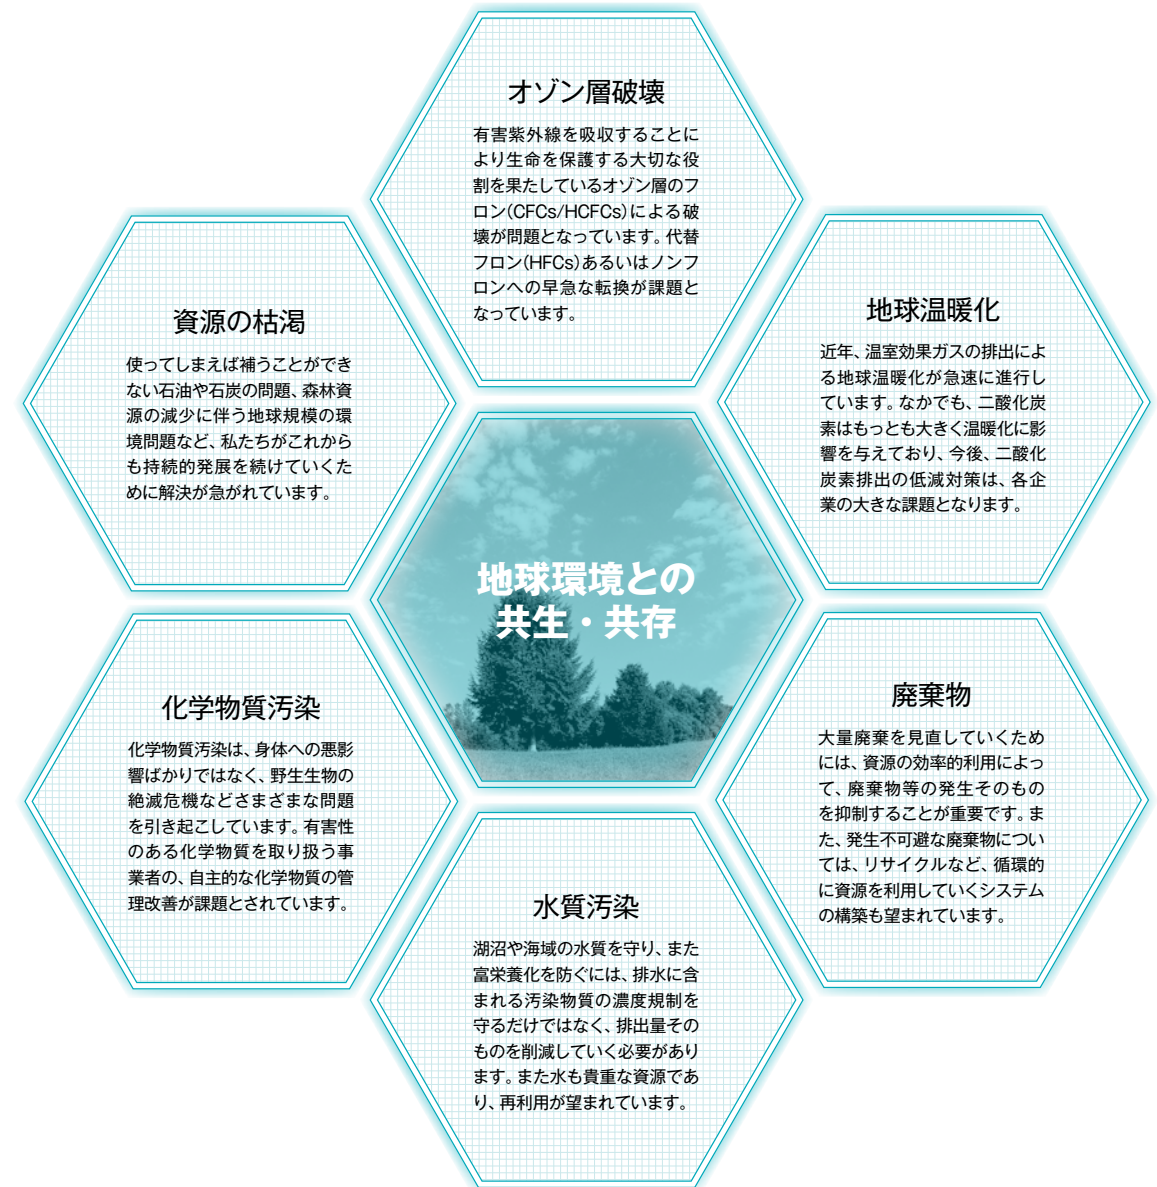 オゾン層破壊
有害紫外線を吸収することに
より生命を保護する大切な役
割を果たしているオゾン層のフ
ロン(CFCs/HCFCs)による破
壊が問題となっています。代替
フロン(HFCs)あるいはノンフ
ロンへの早急な転換が課題と
なっています。
資源の枯渇
使ってしまえば補うことができ
ない石油や石炭の問題、森林資
源の減少に伴う地球規模の環
境問題など、私たちがこれから
も持続的発展を続けていくた
めに解決が急がれています。
地球温暖化
近年、温室効果ガスの排出によ
る地球温暖化が急速に進行し
ています。なかでも、二酸化炭
素はもっとも大きく温暖化に影
響を与えており、今後、二酸化
炭素排出の低減対策は、各企
業の大きな課題となります。
地球環境との
共生・共存
化学物質汚染
化学物質汚染は、身体への悪影
響ばかりではなく、野生生物の
絶滅危機などさまざまな問題
を引き起こしています。有害性
のある化学物質を取り扱う事
業者の、自主的な化学物質の管
理改善が課題とされています。
廃棄物
大量廃棄を見直していくため
には、資源の効率的利用によっ
て、廃棄物等の発生そのもの
を抑制することが重要です。ま
た、発生不可避な廃棄物につい
ては、リサイクルなど、循環的
に資源を利用していくシステム
の構築も望まれています。
水質汚染
湖沼や海域の水質を守り、また
富栄養化を防ぐには、排水に含
まれる汚染物質の濃度規制を
守るだけではなく、排出量その
ものを削減していく必要があり
ます。また水も貴重な資源であ
り、再利用が望まれています。